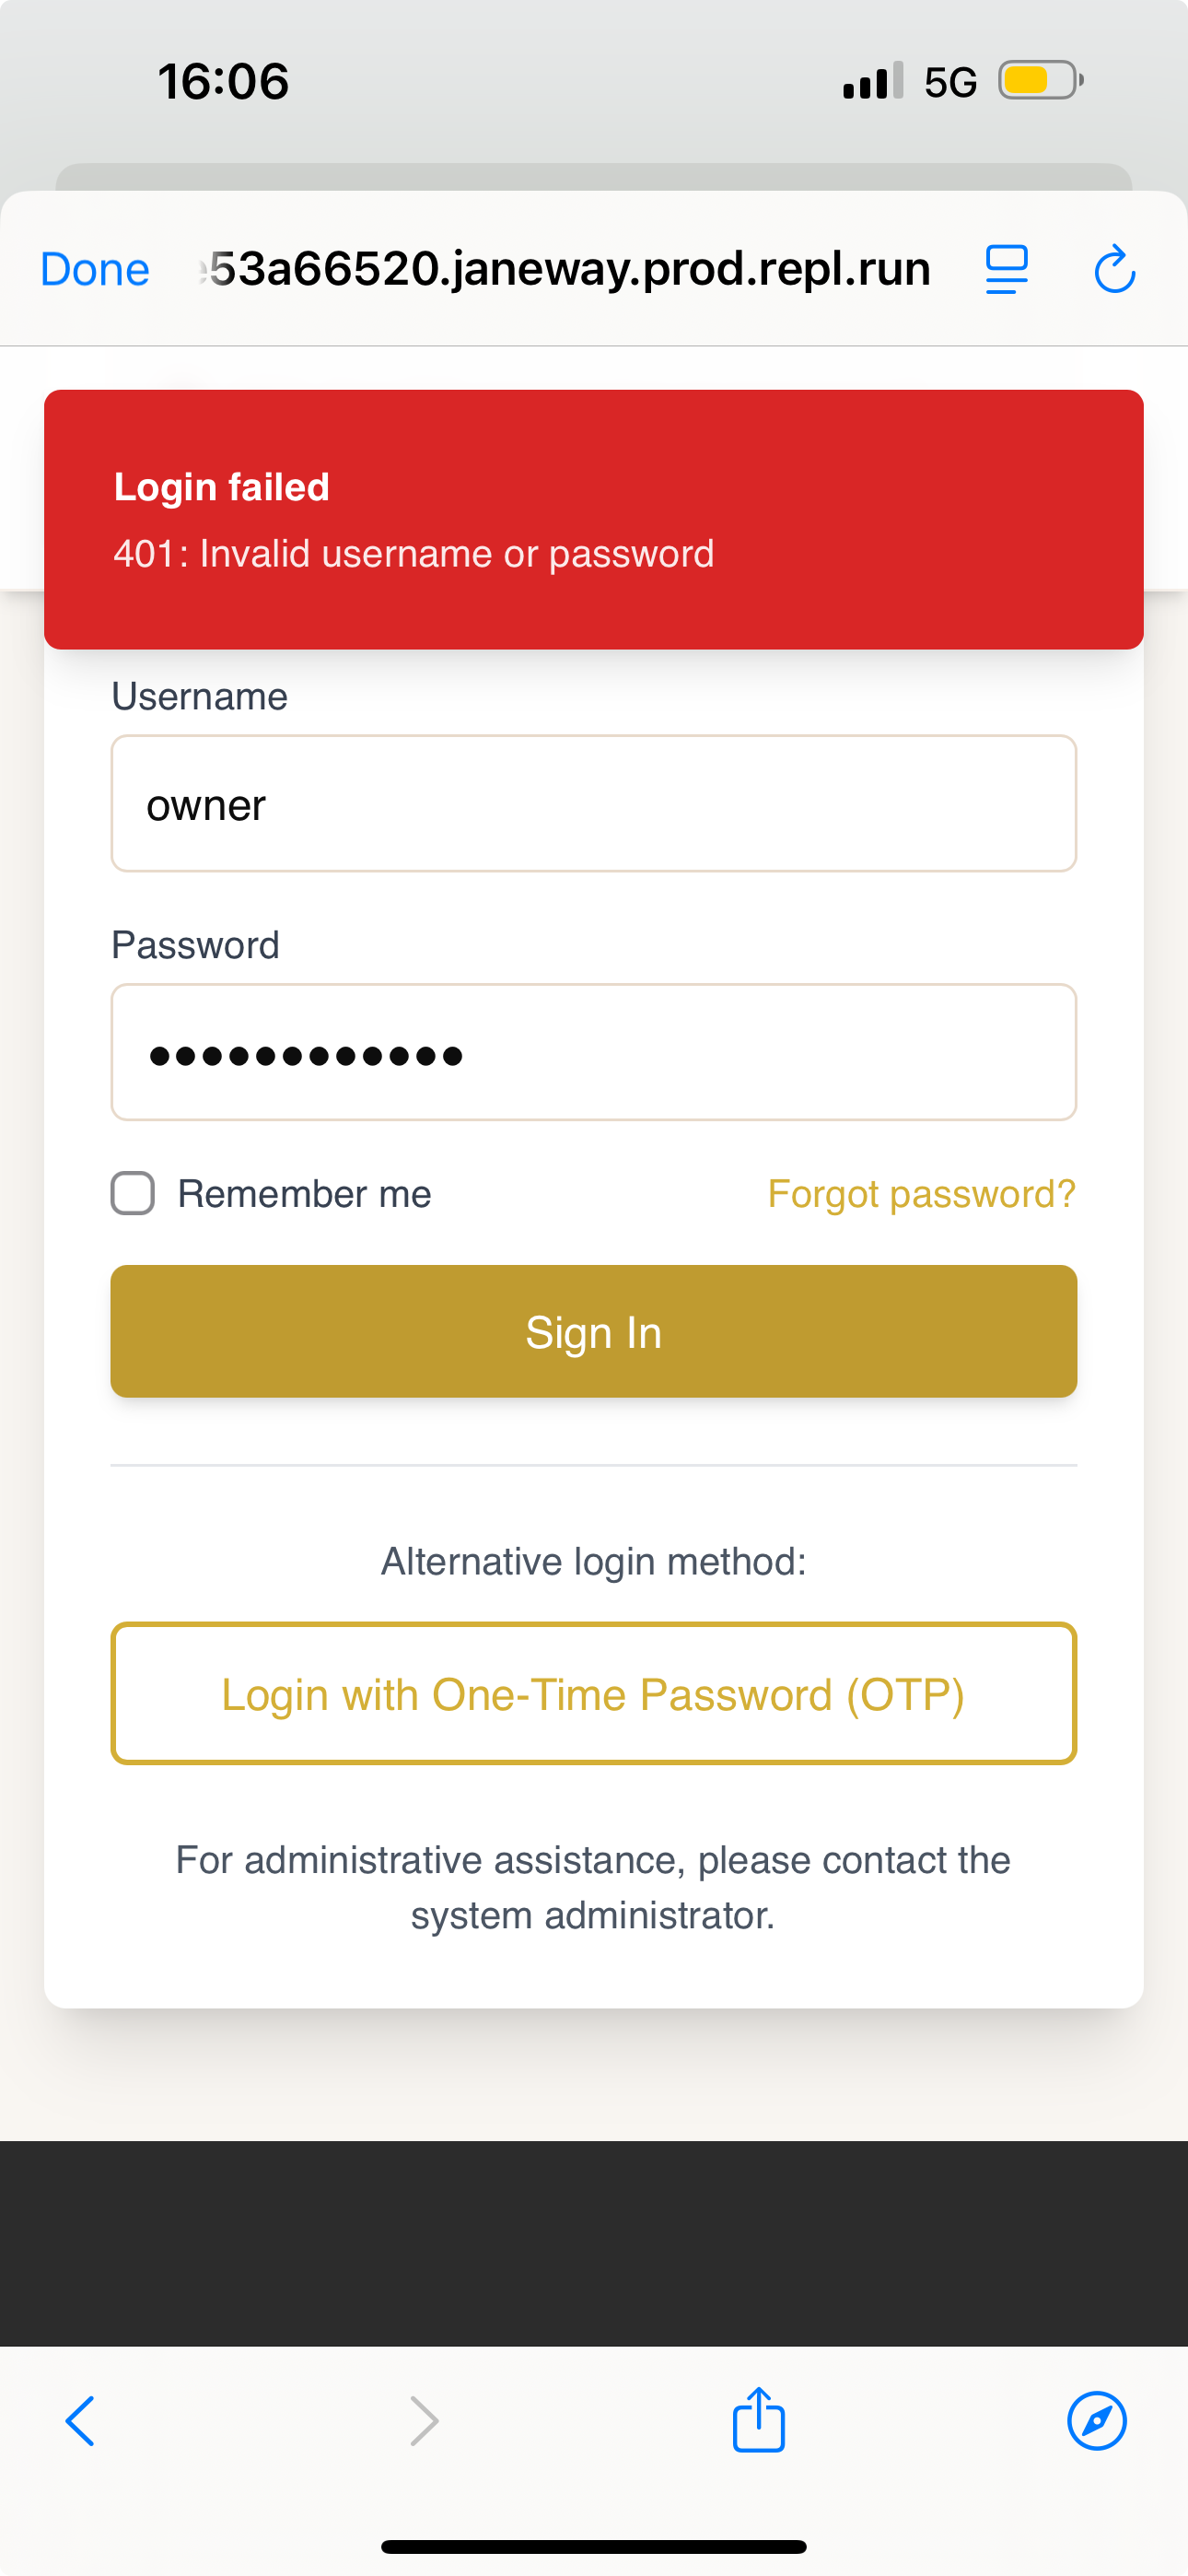 16:06
5G
Done
53a66520.janeway.prod.repl.run
Login failed
401: Invalid username or password
Username
owner
Password
Remember me
Forgot password?
Sign In
Alternative login method:
Login with One-Time Password (OTP)
For administrative assistance, please contact the
system administrator.